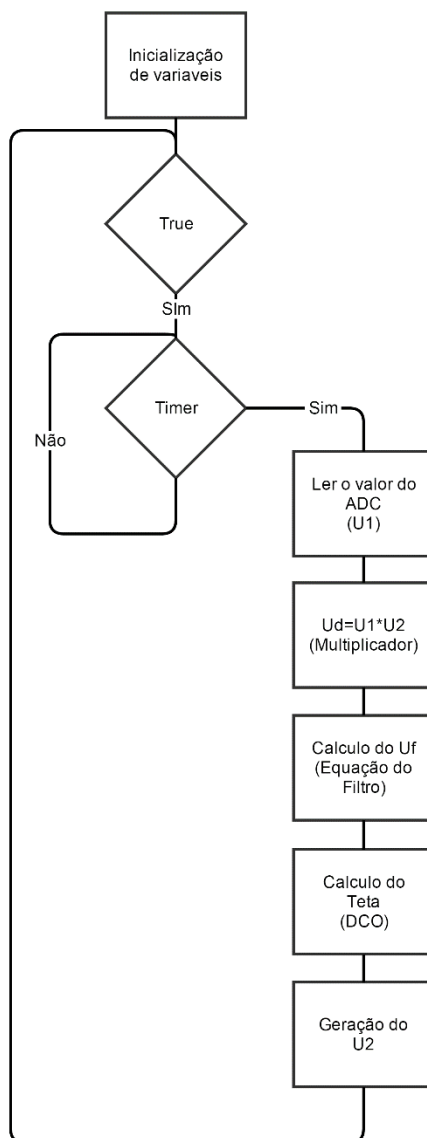 Inicialização
de variaveis
True
SIm
Timer
Sim
Não
Ler o valor do
ADC
(U1)
Ud=U1*U2
(Multiplicador)
Calculo do Uf
(Equação do
Filtro)
Calculo do
Teta
(DCO)
Geração do
U2